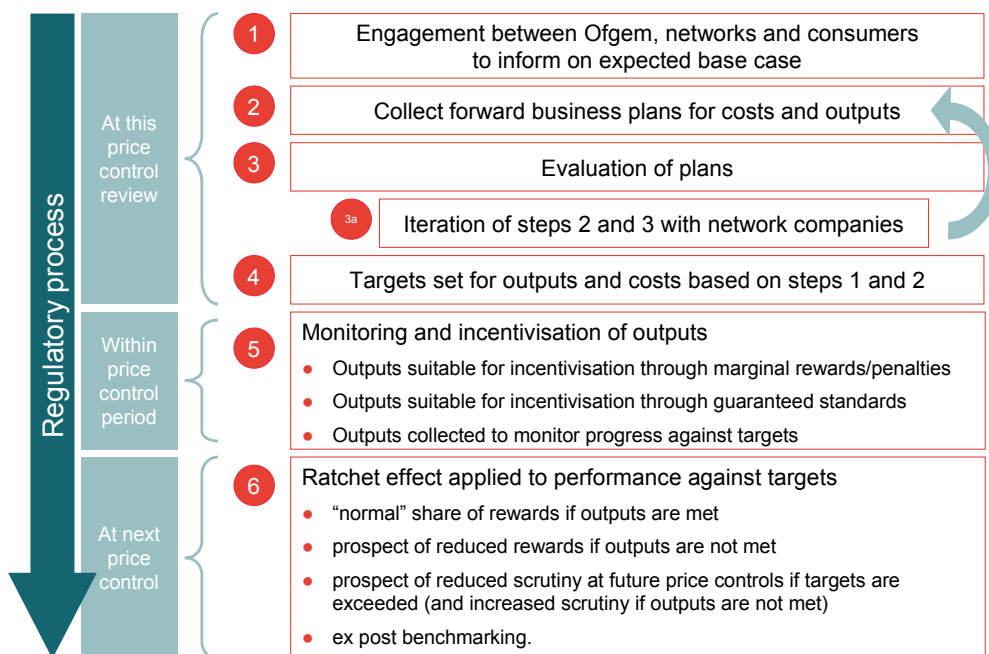 Regulatory process
At this
price
control
review
1
Engagement between Ofgem, networks and consumers
to inform on expected base case
2
Collect forward business plans for costs and outputs
3
Evaluation of plans
3a
Iteration of steps 2 and 3 with network companies
4
Targets set for outputs and costs based on steps 1 and 2
Within
price
control
period
5
Monitoring and incentivisation of outputs
● Outputs suitable for incentivisation through marginal rewards/penalties
● Outputs suitable for incentivisation through guaranteed standards
● Outputs collected to monitor progress against targets
At next
price
control
6
Ratchet effect applied to performance against targets
● “normal” share of rewards if outputs are met
● prospect of reduced rewards if outputs are not met
● prospect of reduced scrutiny at future price controls if targets are
exceeded (and increased scrutiny if outputs are not met)
● ex post benchmarking.